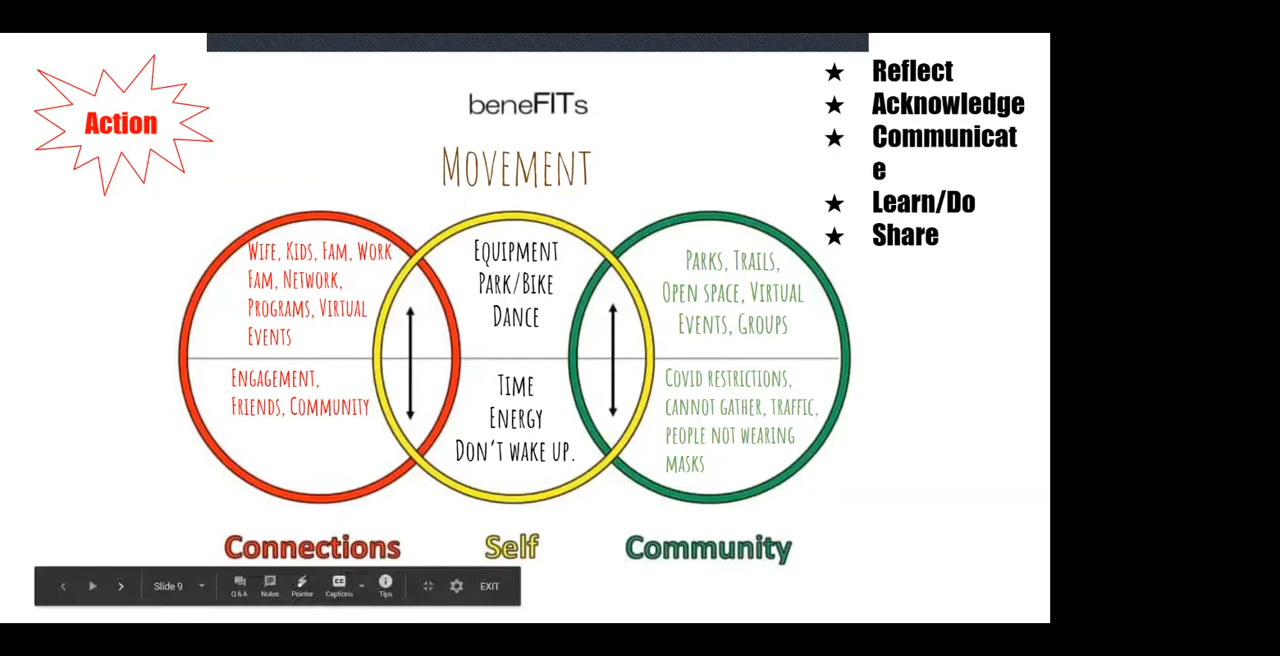 Action
beneFITs
MOVEMENT
★ Reflect
★ Acknowledge
★ Communicat
e
★ Learn/Do
★ Share
WIFE, KIDS, FAM, WORK
FAM, NETWORK,
PROGRAMS, VIRTUAL
EVENTS
ENGAGEMENT,
FRIENDS, COMMUNITY
EQUIPMENT
PARK/BIKE
DANCE
TIME
ENERGY
DON'T WAKE UP.
PARKS, TRAILS,
OPEN SPACE, VIRTUAL
EVENTS, GROUPS
COVID RESTRICTIONS,
CANNOT GATHER, TRAFFIC,
PEOPLE NOT WEARING
MASKS
Connections
Self
Community
Slide 9
Q&A
Notes
Pointer
Captions
Tips
EXIT